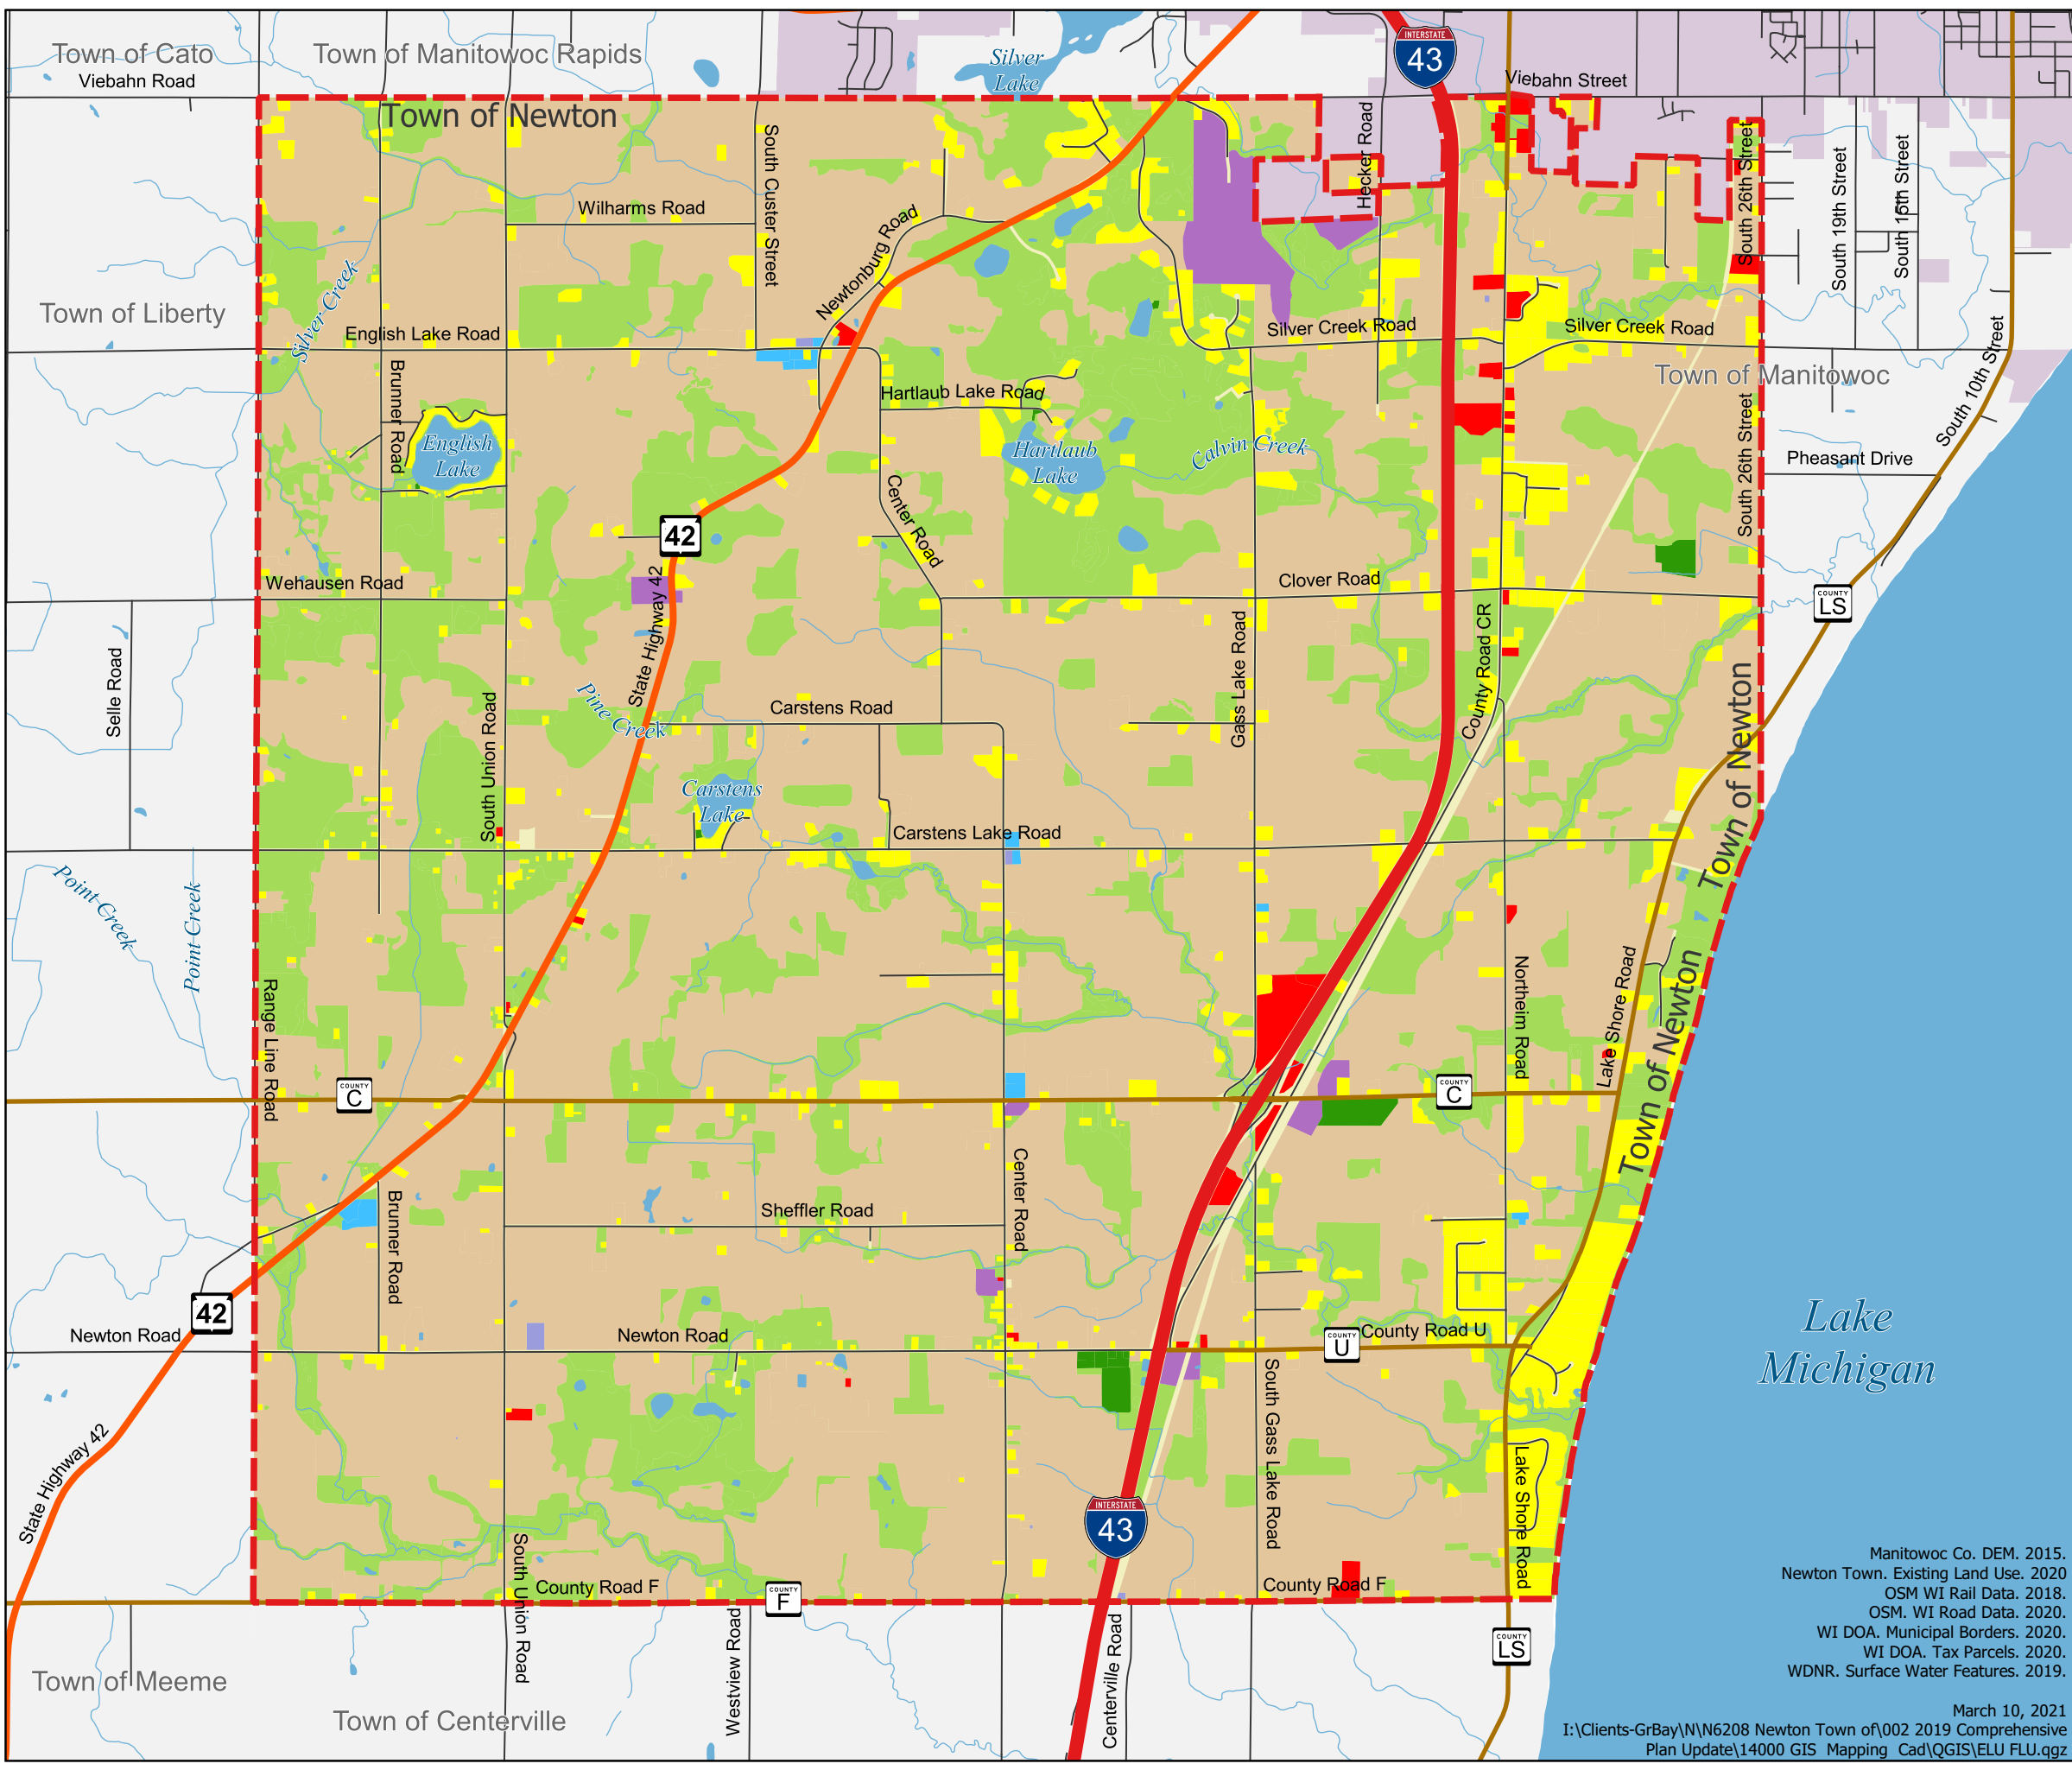 Town of Cato
Town of Manitowoc Rapids
Silver
Lake
INTERSTATE
43
Viebahn Road
Viebahn Street
Town of Newton
Hecker Road
South Custer Street
South 26th Street
South 19th Street
South 15th Street
Wilharms Road
Newtonburg Road
Silver Creek
Town of Liberty
English Lake Road
Silver Creek Road
Silver Creek Road
Town of Manitowoc
South 10th Street
Brunner Road
Hartlaub Lake Road
English
Lake
Hartlaub
Lake
Calvin Creek
South 26th Street
Pheasant Drive
42
Center Road
Wehausen Road
State Highway 42
Clover Road
COUNTY
LS
Selle Road
South Union Road
Pine Creek
Carstens Road
Gass Lake Road
County Road CR
Town of Newton
Carstens
Lake
Carstens Lake Road
Point Creek
Point Creek
Range Line Road
Northeim Road
Lake Shore Road
Town of Newton
COUNTY
C
COUNTY
C
Brunner Road
Sheffler Road
Center Road
42
Newton Road
Newton Road
COUNTY
U
County Road U
Lake
Michigan
State Highway 42
South Gass Lake Road
Lake Shore Road
INTERSTATE
43
South Union Road
County Road F
COUNTY
F
County Road F
Westview Road
Centerville Road
COUNTY
LS
Town of Meeme
Town of Centerville
Manitowoc Co. DEM. 2015.
Newton Town. Existing Land Use. 2020
OSM WI Rail Data. 2018.
OSM. WI Road Data. 2020.
WI DOA. Municipal Borders. 2020.
WI DOA. Tax Parcels. 2020.
WDNR. Surface Water Features. 2019.
March 10, 2021
I:\Clients-GrBay\N\N6208 Newton Town of\002 2019 Comprehensive
Plan Update\14000 GIS_Mapping_Cad\QGIS\ELU FLU.qgz